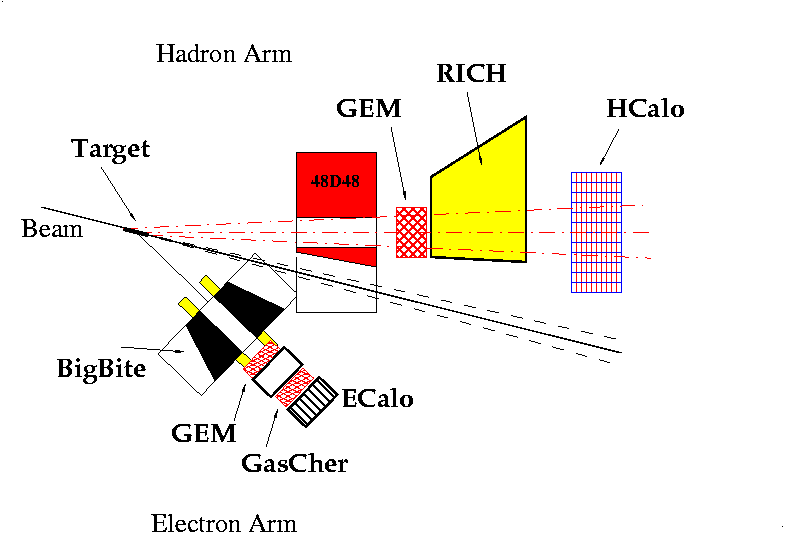 Hadron Arm
RICH
GEM
HCalo
Target
48D48
Beam
BigBite
ECalo
GEM
GasCher
Electron Arm